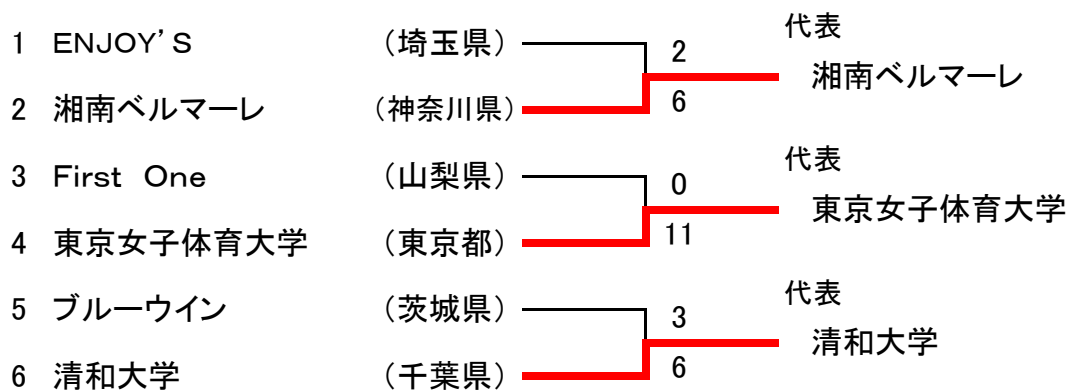 1 ENJOY'S (埼玉県) 2 代表
湘南ベルマーレ
2 湘南ベルマーレ (神奈川県) 6
3 First One (山梨県) 0 代表
東京女子体育大学
4 東京女子体育大学 (東京都) 11
5 ブルーウイン (茨城県) 3 代表
清和大学
6 清和大学 (千葉県) 6